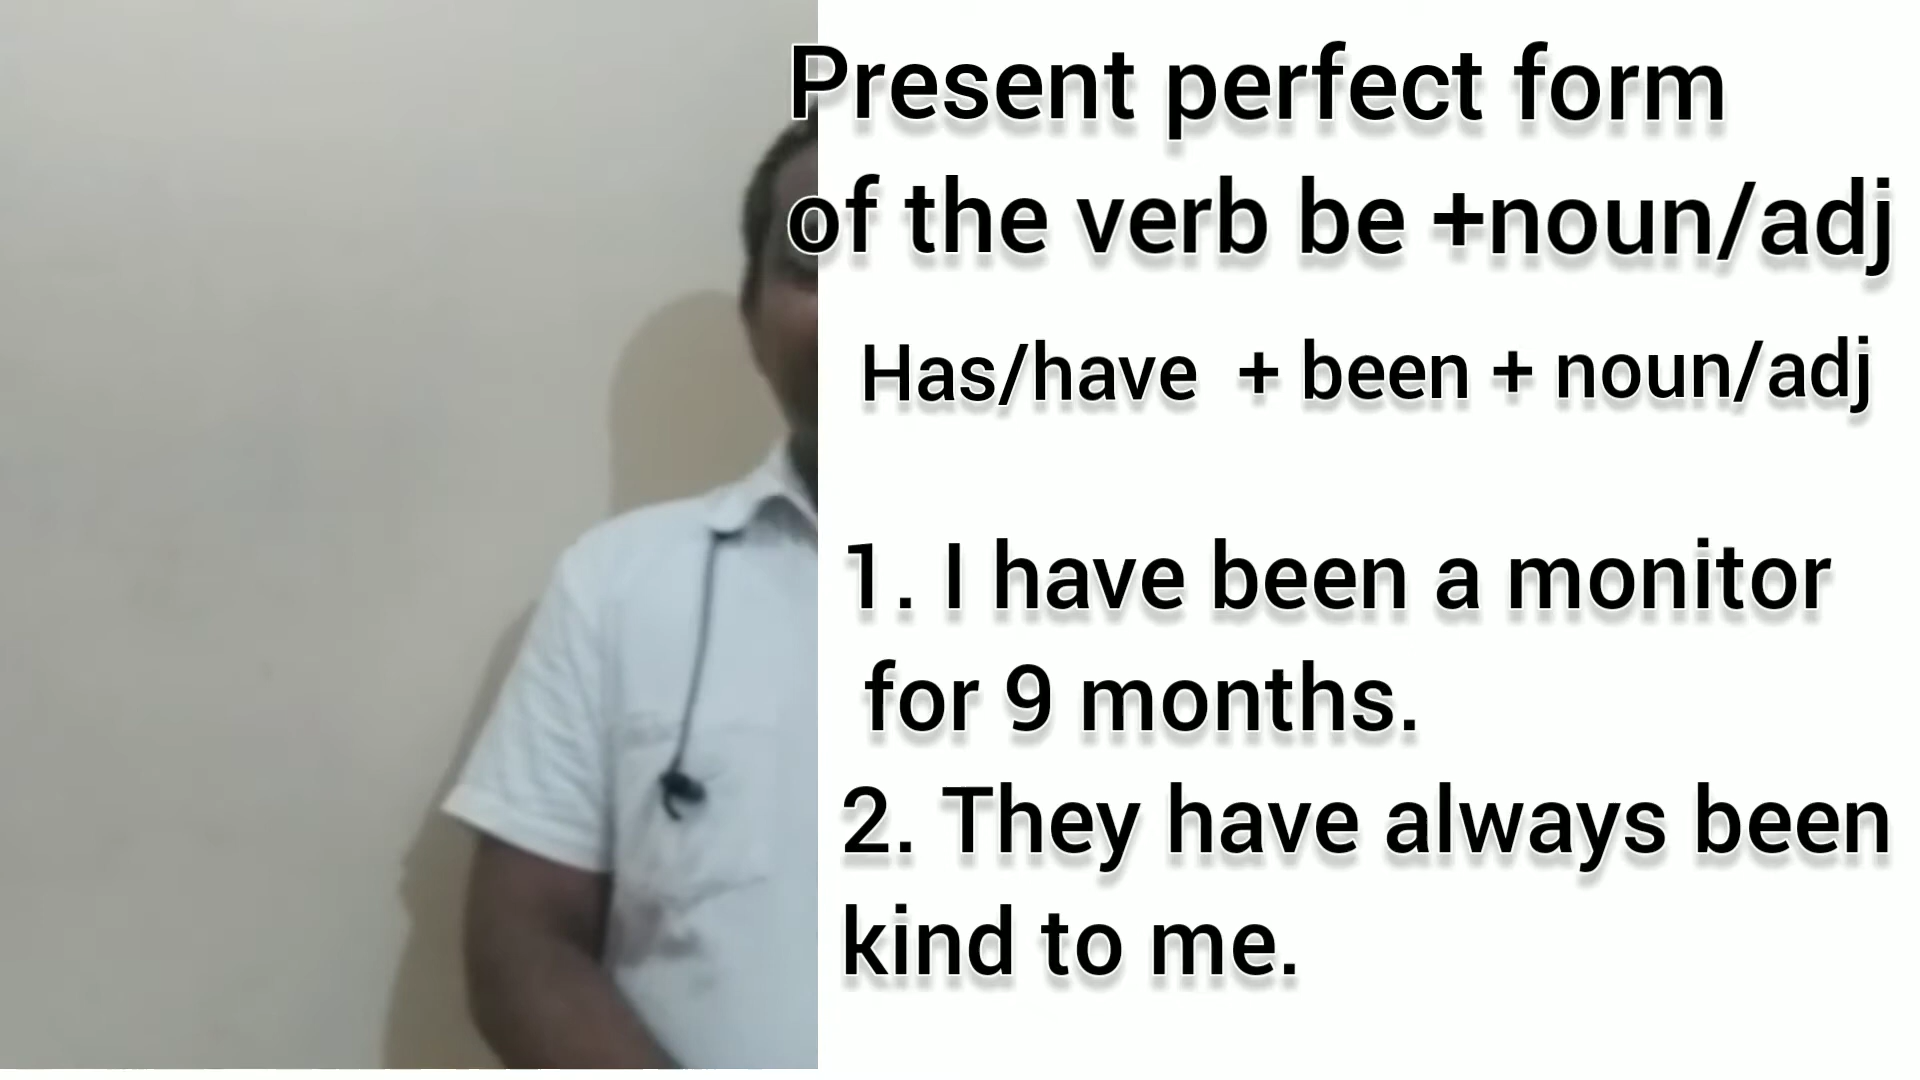 Present perfect form
of the verb be +noun/adj
Has/have + been + noun/adj
1. I have been a monitor
for 9 months.
2. They have always been
kind to me.